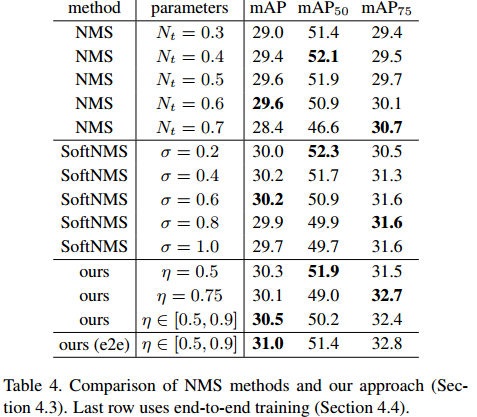 method parameters mAP mAP₅₀ mAP₇₅
NMS Nₜ = 0.3 29.0 51.4 29.4
NMS Nₜ = 0.4 29.4 52.1 29.5
NMS Nₜ = 0.5 29.6 51.9 29.7
NMS Nₜ = 0.6 29.6 50.9 30.1
NMS Nₜ = 0.7 28.4 46.6 30.7
SoftNMS σ = 0.2 30.0 52.3 30.5
SoftNMS σ = 0.4 30.2 51.7 31.3
SoftNMS σ = 0.6 30.2 50.9 31.6
SoftNMS σ = 0.8 29.9 49.9 31.6
SoftNMS σ = 1.0 29.7 49.7 31.6
ours η = 0.5 30.3 51.9 31.5
ours η = 0.75 30.1 49.0 32.7
ours η ∈ [0.5, 0.9] 30.5 50.2 32.4
ours (e2e) η ∈ [0.5, 0.9] 31.0 51.4 32.8
Table 4. Comparison of NMS methods and our approach (Sec-
tion 4.3). Last row uses end-to-end training (Section 4.4).